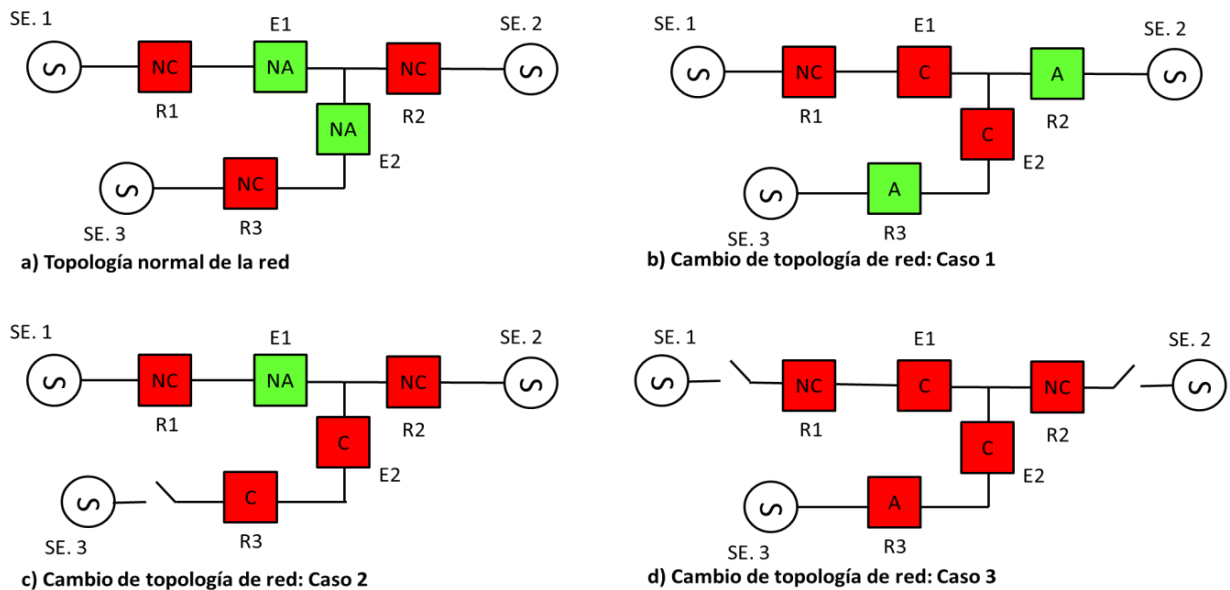 SE. 1
E1
SE. 2
NC
NA
NC
R1
R2
NA
E2
NC
SE. 3
R3
a) Topología normal de la red
SE. 1
E1
SE. 2
NC
C
A
R1
R2
C
E2
A
SE. 3
R3
b) Cambio de topología de red: Caso 1
SE. 1
E1
SE. 2
NC
NA
NC
R1
R2
C
E2
C
SE. 3
R3
c) Cambio de topología de red: Caso 2
SE. 1
E1
SE. 2
NC
C
NC
R1
R2
C
E2
A
SE. 3
R3
d) Cambio de topología de red: Caso 3